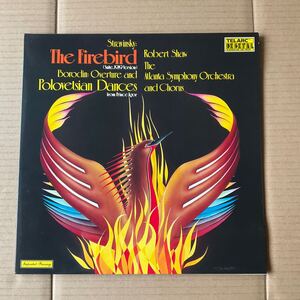 Stravinsky:
The Firebird
(Suite, 1919 Version)
Borodin: Overture and
Polovetsian Dances
from Prince Igor
Robert Shaw
The
Atlanta Symphony Orchestra
and Chorus
TELARC
DIGITAL